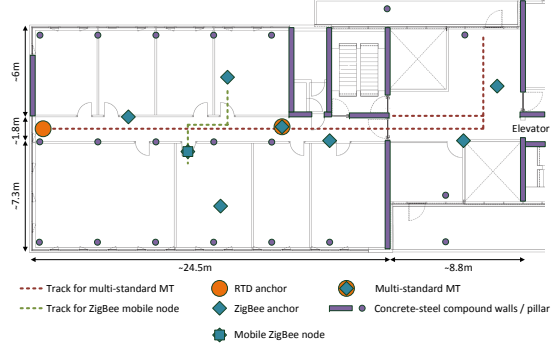 ~6m
~1.8m
Elevator
~7.3m
~24.5m
~8.8m
Track for multi-standard MT
RTD anchor
Multi-standard MT
Track for ZigBee mobile node
ZigBee anchor
Concrete-steel compound walls / pillar
Mobile ZigBee node